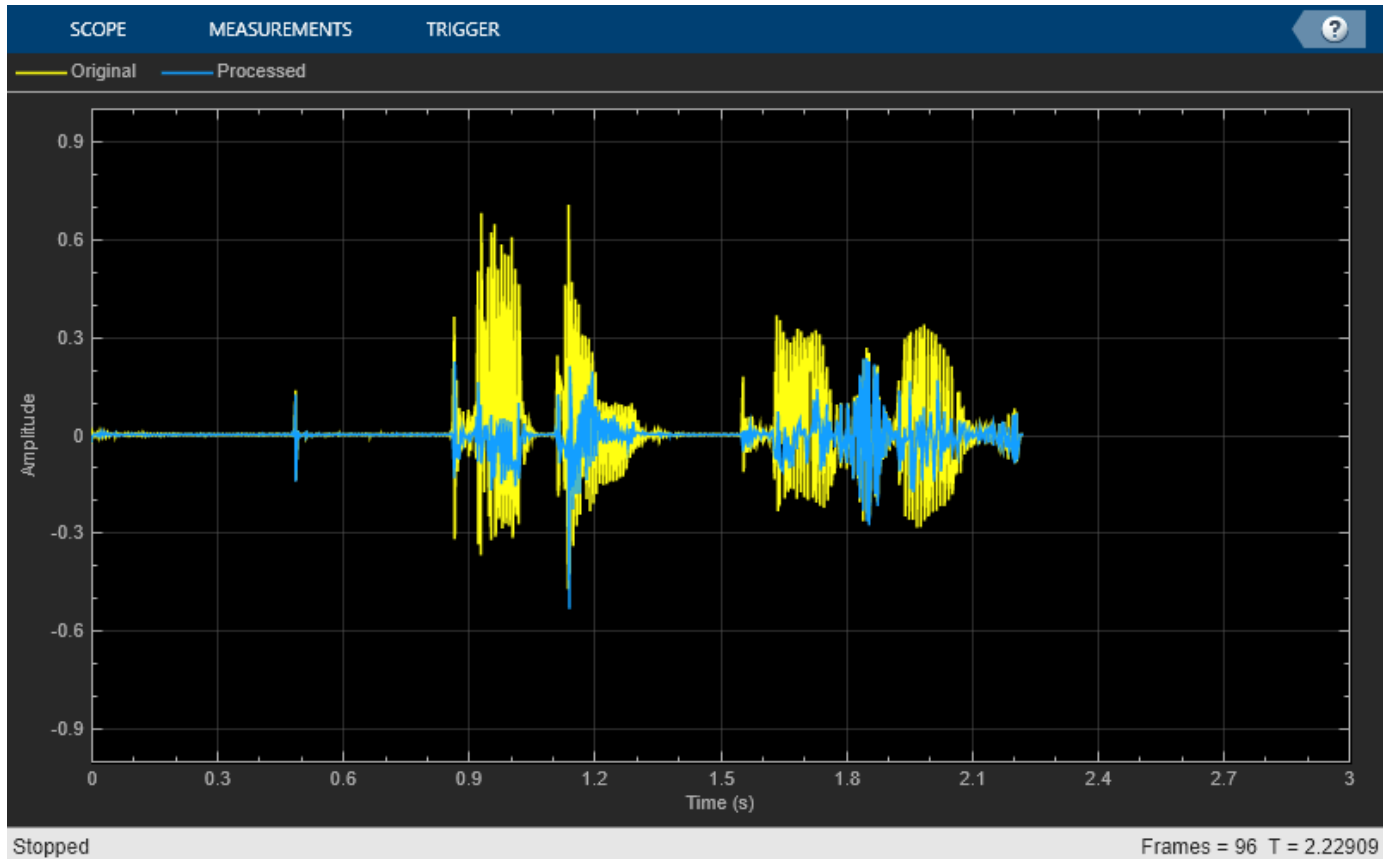 SCOPE MEASUREMENTS TRIGGER ?
Original Processed
0.9
0.6
0.3
0
-0.3
-0.6
-0.9
Amplitude
0 0.3 0.6 0.9 1.2 1.5 1.8 2.1 2.4 2.7 3
Time (s)
Stopped Frames = 96 T = 2.22909